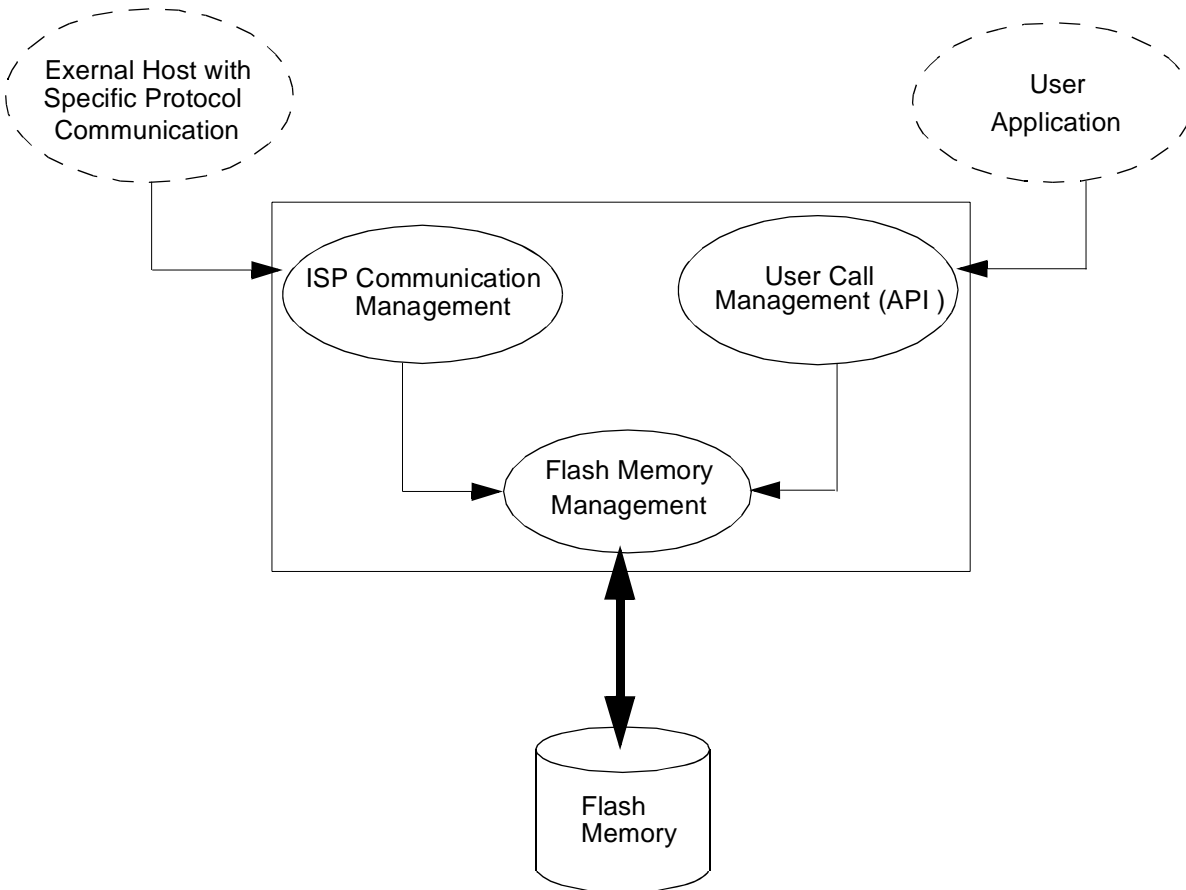 Exernal Host with
Specific Protocol
Communication
User
Application
ISP Communication
Management
User Call
Management (API )
Flash Memory
Management
Flash
Memory